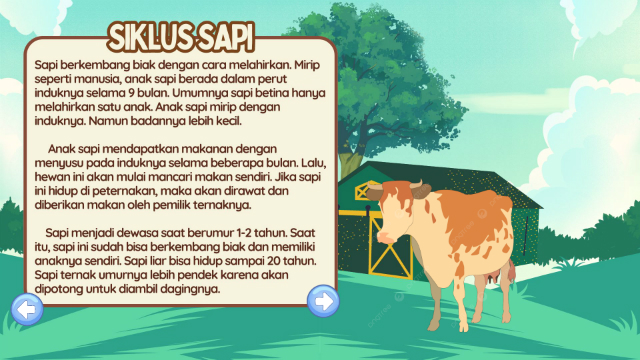 SIKLUS SAPI
Sapi berkembang biak dengan cara melahirkan. Mirip
seperti manusia, anak sapi berada dalam perut
induknya selama 9 bulan. Umumnya sapi betina hanya
melahirkan satu anak. Anak sapi mirip dengan
induknya. Namun badannya lebih kecil.
Anak sapi mendapatkan makanan dengan
menyusu pada induknya selama beberapa bulan. Lalu,
hewan ini akan mulai mancari makan sendiri. Jika sapi
ini hidup di peternakan, maka akan dirawat dan
diberikan makan oleh pemilik ternaknya.
Sapi menjadi dewasa saat berumur 1-2 tahun. Saat
itu, sapi ini sudah bisa berkembang biak dan memiliki
anaknya sendiri. Sapi liar bisa hidup sampai 20 tahun.
Sapi ternak umurnya lebih pendek karena akan
dipotong untuk diambil dagingnya.